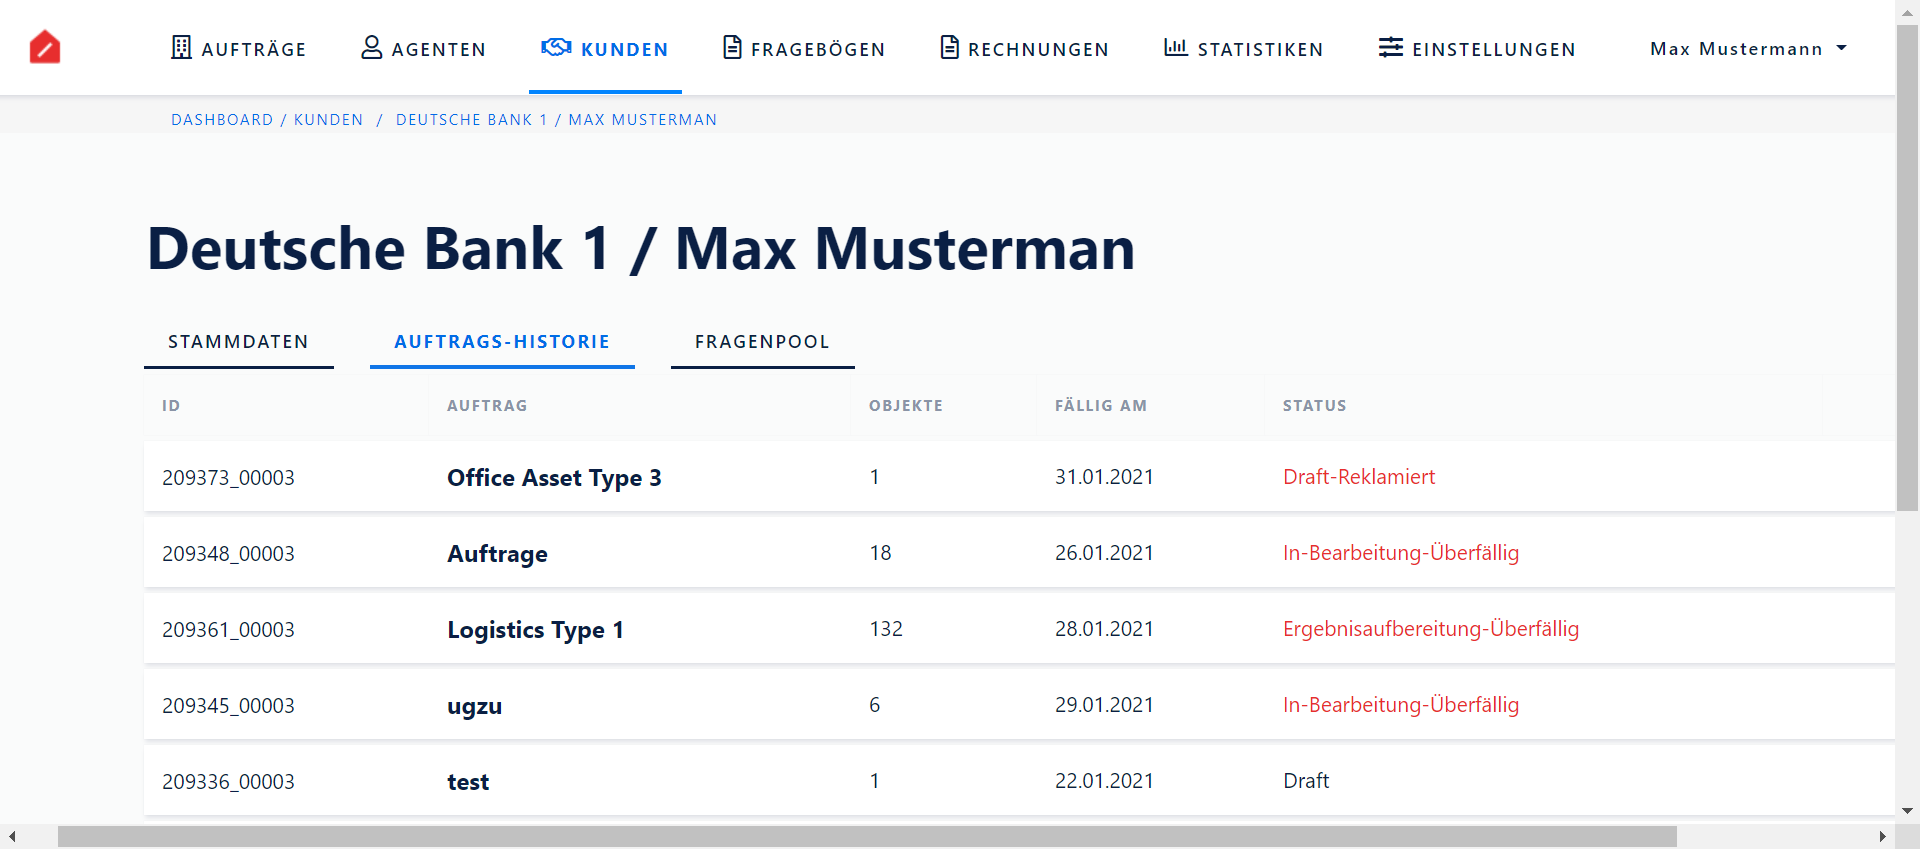 AUFTRÄGE AGENTEN KUNDEN FRAGEBÖGEN RECHNUNGEN STATISTIKEN EINSTELLUNGEN Max Mustermann
DASHBOARD / KUNDEN / DEUTSCHE BANK 1 / MAX MUSTERMAN
Deutsche Bank 1 / Max Musterman
STAMMDATEN AUFTRAGS-HISTORIE FRAGENPOOL
ID AUFTRAG OBJEKTE FÄLLIG AM STATUS
209373_00003 Office Asset Type 3 1 31.01.2021 Draft-Reklamiert
209348_00003 Auftrage 18 26.01.2021 In-Bearbeitung-Überfällig
209361_00003 Logistics Type 1 132 28.01.2021 Ergebnisaufbereitung-Überfällig
209345_00003 ugzu 6 29.01.2021 In-Bearbeitung-Überfällig
209336_00003 test 1 22.01.2021 Draft